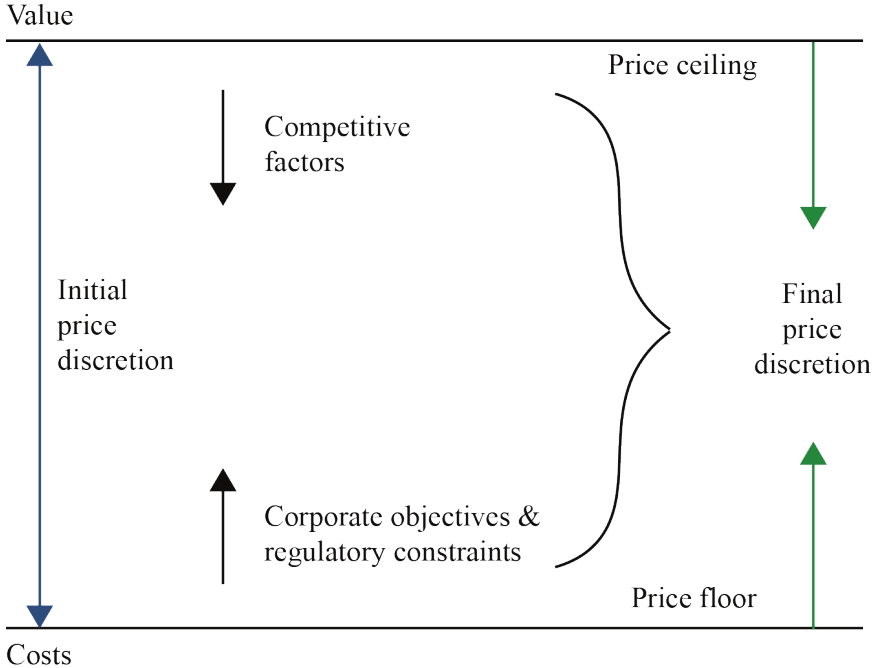 Value
Price ceiling
Competitive
factors
Initial
price
discretion
Final
price
discretion
Corporate objectives &
regulatory constraints
Price floor
Costs